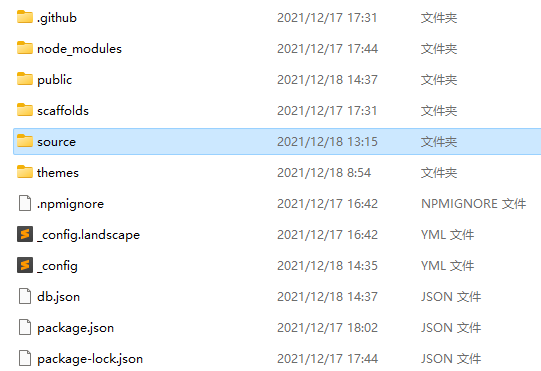 .github 2021/12/17 17:31 文件夹
node_modules 2021/12/17 17:44 文件夹
public 2021/12/18 14:37 文件夹
scaffolds 2021/12/17 17:31 文件夹
source 2021/12/18 13:15 文件夹
themes 2021/12/18 8:54 文件夹
.npmignore 2021/12/17 16:42 NPMIGNORE 文件
_config.landscape 2021/12/17 16:42 YML 文件
_config 2021/12/18 14:35 YML 文件
db.json 2021/12/18 14:37 JSON 文件
package.json 2021/12/17 18:02 JSON 文件
package-lock.json 2021/12/17 17:44 JSON 文件